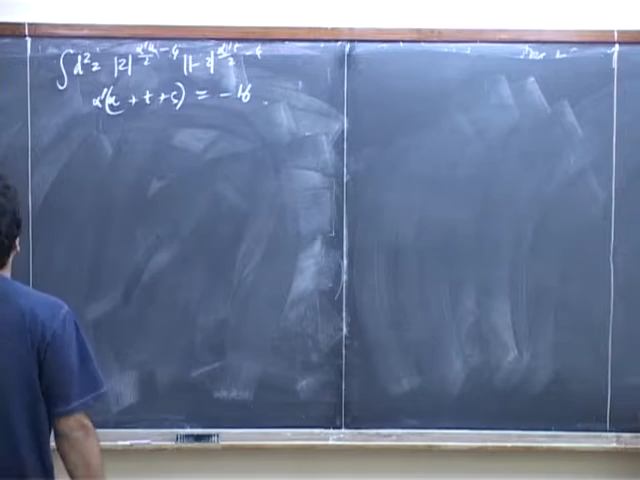 ∫ d²z |z|^{α'u/2 - 4} |1-z|^{α't/2 - 4}
α'(u + t + s) = -16.